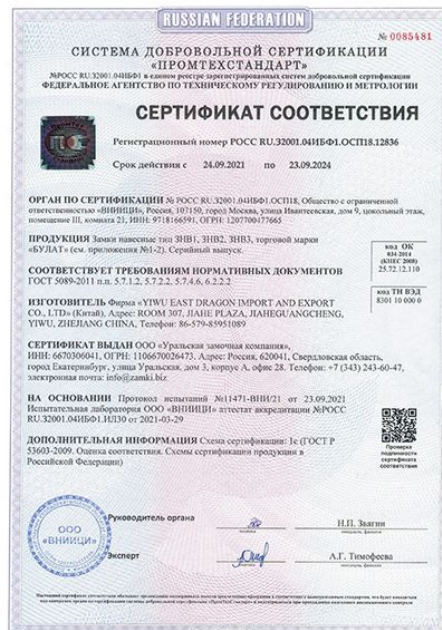 RUSSIAN FEDERATION
№ 0085481
СИСТЕМА ДОБРОВОЛЬНОЙ СЕРТИФИКАЦИИ
«ПРОМТЕХСТАНДАРТ»
№РОСС RU.32001.04ИБФ1 в едином реестре зарегистрированных систем добровольной сертификации
ФЕДЕРАЛЬНОЕ АГЕНТСТВО ПО ТЕХНИЧЕСКОМУ РЕГУЛИРОВАНИЮ И МЕТРОЛОГИИ
СЕРТИФИКАТ СООТВЕТСТВИЯ
Регистрационный номер РОСС RU.32001.04ИБФ1.ОСП18.12836
Срок действия с 24.09.2021 по 23.09.2024
ОРГАН ПО СЕРТИФИКАЦИИ № РОСС RU.32001.04ИБФ1.ОСП18, Общество с ограниченной
ответственностью «ВНИИЦИ», Россия, 107150, город Москва, улица Ивантеевская, дом 9, цокольный этаж,
помещение III, комната 21, ИНН: 9718166591, ОГРН: 1207700477665
ПРОДУКЦИЯ Замки навесные тип ЗНВ1, ЗНВ2, ЗНВ3, торговой марки
«БУЛАТ» (см. приложения №1-2). Серийный выпуск.
код ОК
034-2014
(КПЕС 2008)
25.72.12.110
СООТВЕТСТВУЕТ ТРЕБОВАНИЯМ НОРМАТИВНЫХ ДОКУМЕНТОВ
ГОСТ 5089-2011 п.п. 5.7.1.2, 5.7.2.2, 5.7.4.6, 6.2.2.2
код ТН ВЭД
8301 10 000 0
ИЗГОТОВИТЕЛЬ Фирма «YIWU EAST DRAGON IMPORT AND EXPORT
CO., LTD» (Китай), Адрес: ROOM 307, JIAHE PLAZA, JIAHEGUANGCHENG,
YIWU, ZHEJIANG CHINA, Телефон: 86-579-85951089
СЕРТИФИКАТ ВЫДАН ООО «Уральская замочная компания»,
ИНН: 6670306041, ОГРН: 1106670026473. Адрес: Россия, 620041, Свердловская область,
город Екатеринбург, улица Уральская, дом 3, корпус А, офис 28. Телефон: +7 (343) 243-60-47,
электронная почта: info@zamki.biz
НА ОСНОВАНИИ Протокол испытаний №11471-ВНИ/21 от 23.09.2021
Испытательная лаборатория ООО «ВНИИЦИ» аттестат аккредитации №РОСС
RU.32001.04ИБФ1.ИЛ30 от 2021-03-29
ДОПОЛНИТЕЛЬНАЯ ИНФОРМАЦИЯ Схема сертификации: 1с (ГОСТ Р
53603-2009. Оценка соответствия. Схемы сертификации продукции в
Российской Федерации)
Проверка
подлинности
сертификата
соответствия
Руководитель органа
Н.П. Звягин
ООО
«ВНИИЦИ»
Эксперт
А.Г. Тимофеева